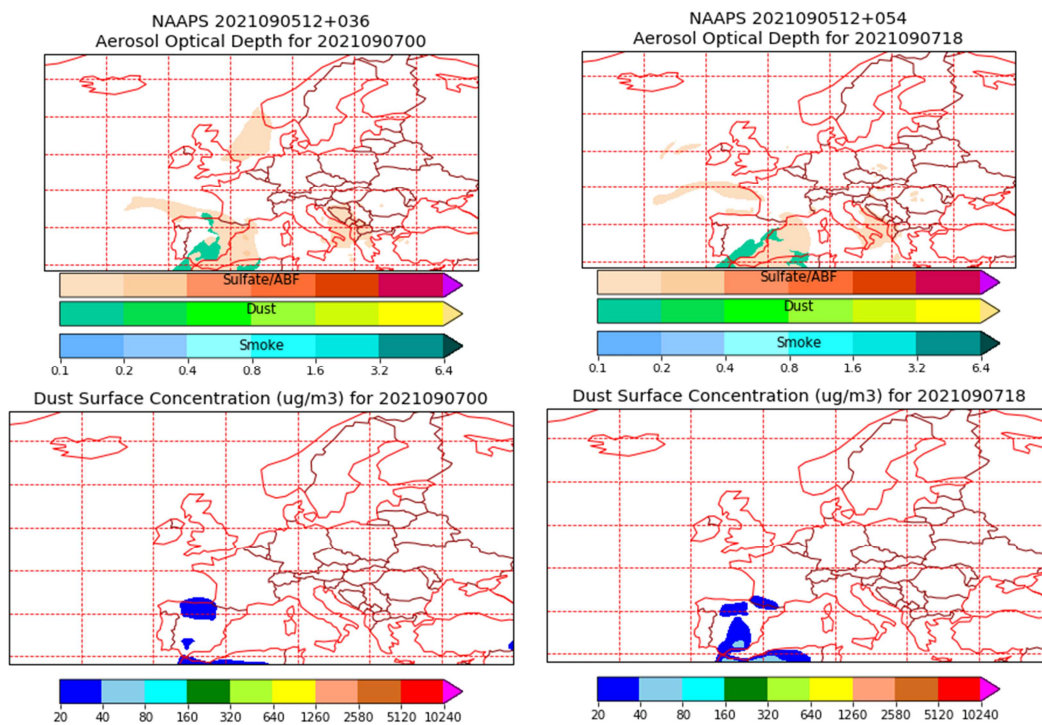 NAAPS 2021090512+036
Aerosol Optical Depth for 2021090700
Sulfate/ABF
Dust
Smoke
0.1 0.2 0.4 0.8 1.6 3.2 6.4
NAAPS 2021090512+054
Aerosol Optical Depth for 2021090718
Sulfate/ABF
Dust
Smoke
0.1 0.2 0.4 0.8 1.6 3.2 6.4
Dust Surface Concentration (ug/m3) for 2021090700
20 40 80 160 320 640 1260 2580 5120 10240
Dust Surface Concentration (ug/m3) for 2021090718
20 40 80 160 320 640 1260 2580 5120 10240